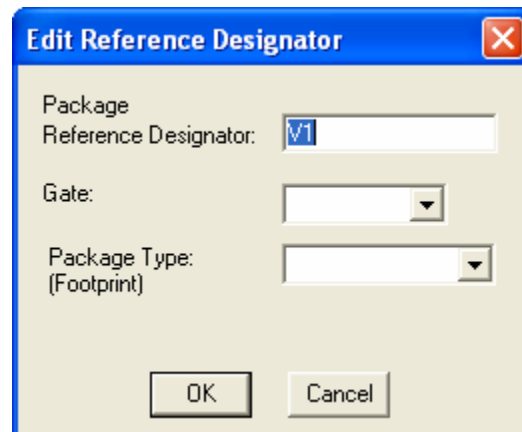 Edit Reference Designator
Package
Reference Designator: V1
Gate:
Package Type:
(Footprint)
OK Cancel